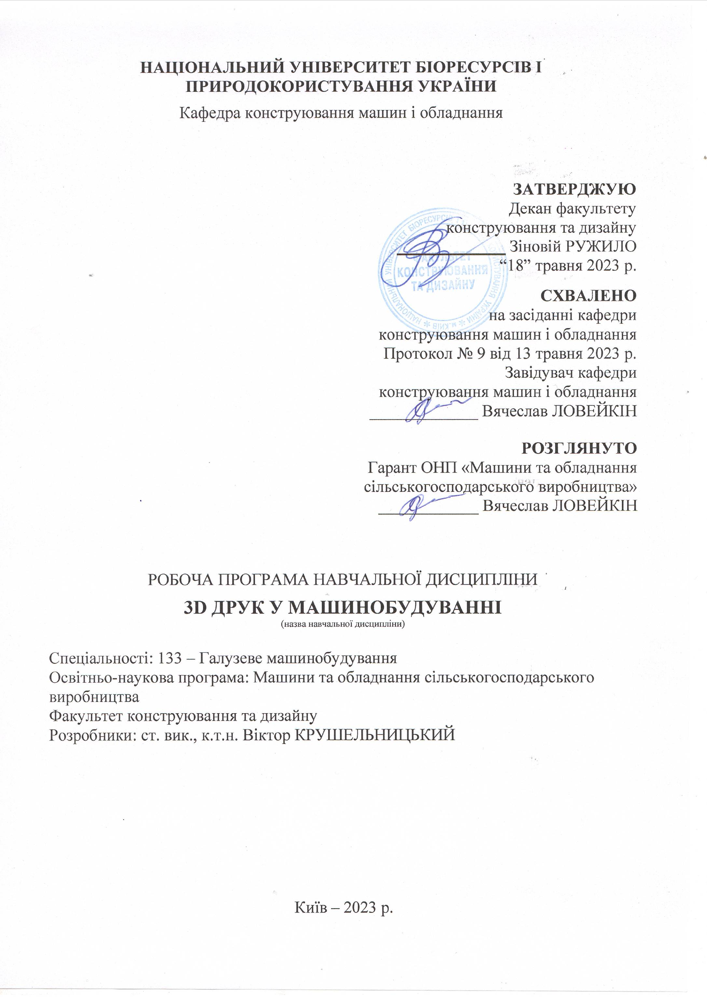 НАЦІОНАЛЬНИЙ УНІВЕРСИТЕТ БІОРЕСУРСІВ І
ПРИРОДОКОРИСТУВАННЯ УКРАЇНИ
Кафедра конструювання машин і обладнання
ЗАТВЕРДЖУЮ
Декан факультету
конструювання та дизайну
Зіновій РУЖИЛО
“18” травня 2023 р.
НАЦІОНАЛЬНИЙ УНІВЕРСИТЕТ БІОРЕСУРСІВ І КОРИСТУВАННЯ УКРАЇНИ * м.КИЇВ *
ФАКУЛЬТЕТ
КОНСТРУЮВАННЯ
ТА ДИЗАЙНУ
СХВАЛЕНО
на засіданні кафедри
конструювання машин і обладнання
Протокол № 9 від 13 травня 2023 р.
Завідувач кафедри
конструювання машин і обладнання
Вячеслав ЛОВЕЙКІН
РОЗГЛЯНУТО
Гарант ОНП «Машини та обладнання
сільськогосподарського виробництва»
Вячеслав ЛОВЕЙКІН
РОБОЧА ПРОГРАМА НАВЧАЛЬНОЇ ДИСЦИПЛІНИ
3D ДРУК У МАШИНОБУДУВАННІ
(назва навчальної дисципліни)
Спеціальності: 133 – Галузеве машинобудування
Освітньо-наукова програма: Машини та обладнання сільськогосподарського
виробництва
Факультет конструювання та дизайну
Розробники: ст. вик., к.т.н. Віктор КРУШЕЛЬНИЦЬКИЙ
Київ – 2023 р.